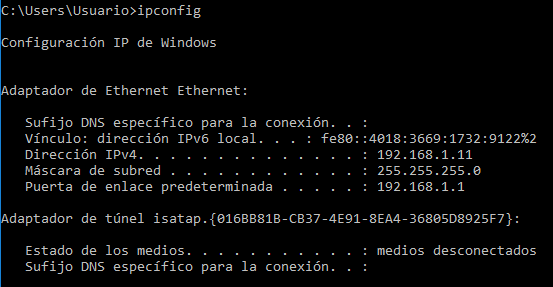 C:\Users\Usuario>ipconfig
Configuración IP de Windows
Adaptador de Ethernet Ethernet:
Sufijo DNS específico para la conexión. . :
Vínculo: dirección IPv6 local. . . : fe80::4018:3669:1732:9122%2
Dirección IPv4. . . . . . . . . . . . . . : 192.168.1.11
Máscara de subred . . . . . . . . . . . . : 255.255.255.0
Puerta de enlace predeterminada . . . . . : 192.168.1.1
Adaptador de túnel isatap.{016BB81B-CB37-4E91-8EA4-36805D8925F7}:
Estado de los medios. . . . . . . . . . . : medios desconectados
Sufijo DNS específico para la conexión. . :